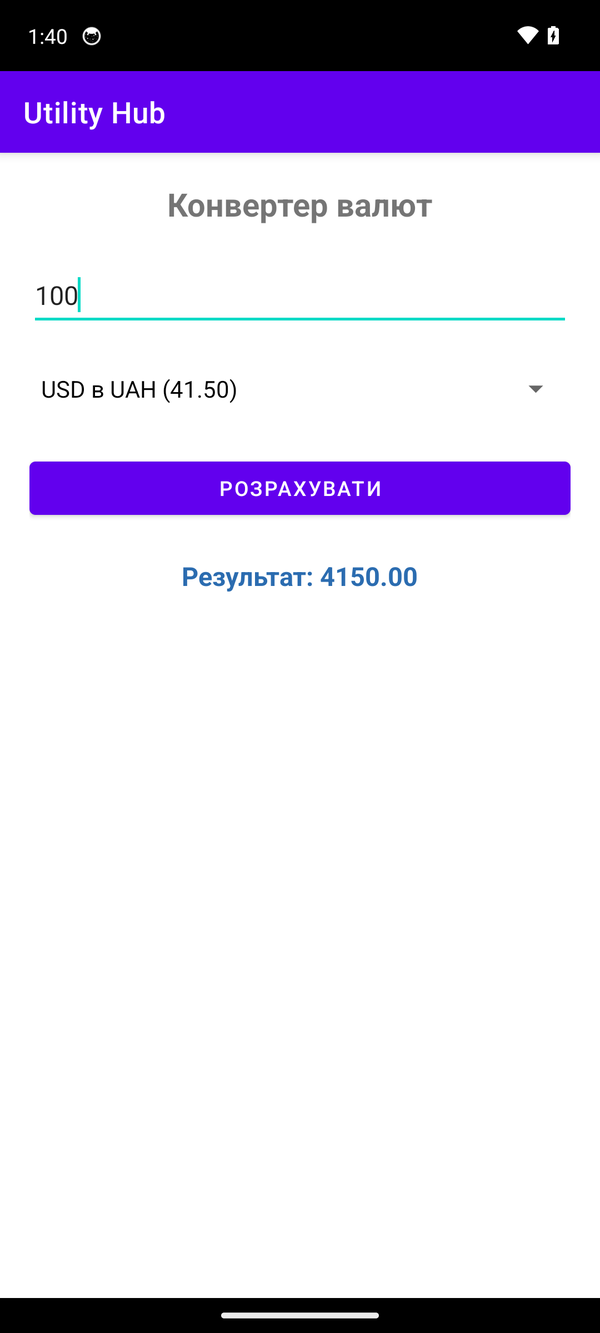 1:40
Utility Hub
Конвертер валют
100
USD в UAH (41.50)
РОЗРАХУВАТИ
Результат: 4150.00